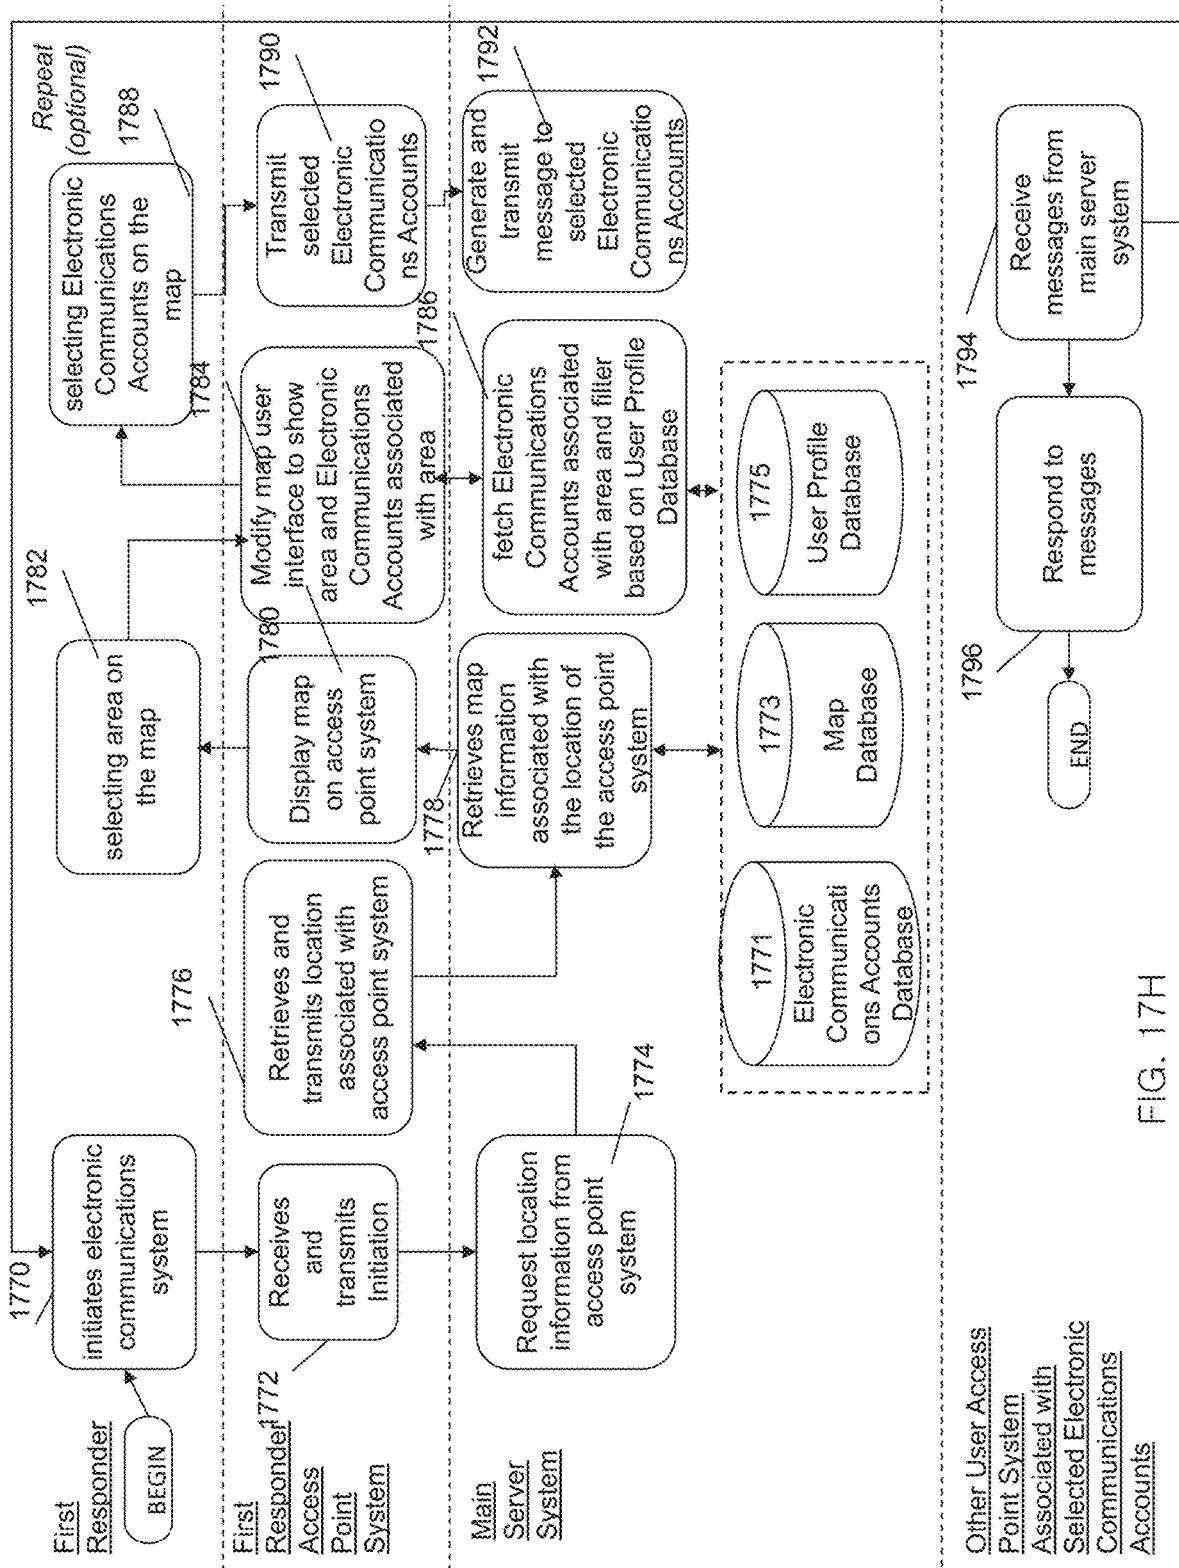 First
Responder
BEGIN
1770
initiates electronic
communications
system
1782
selecting area on
the map
selecting Electronic
Communications
Accounts on the
map
Repeat
(optional)
1788
First
Responder
Access
Point
System
1772
Receives
and
transmits
Initiation
1776
Retrieves and
transmits location
associated with
access point system
1780
Display map
on access
point system
1784
Modify map user
interface to show
area and Electronic
Communications
Accounts associated
with area
1790
Transmit
selected
Electronic
Communicatio
ns Accounts
Main
Server
System
Request location
information from
access point
system
1774
1778
Retrieves map
information
associated with
the location of
the access point
system
1786
fetch Electronic
Communications
Accounts associated
with area and filter
based on User Profile
Database
1792
Generate and
transmit
message to
selected
Electronic
Communicatio
ns Accounts
1771
Electronic
Communicati
ons Accounts
Database
1773
Map
Database
1775
User Profile
Database
Other User Access
Point System
Associated with
Selected Electronic
Communications
Accounts
END
1796
Respond to
messages
1794
Receive
messages from
main server
system
FIG. 17H